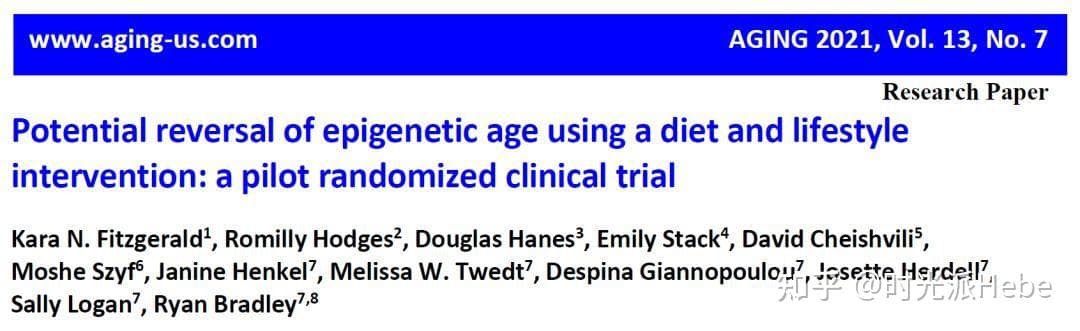 www.aging-us.com AGING 2021, Vol. 13, No. 7
Research Paper
Potential reversal of epigenetic age using a diet and lifestyle
intervention: a pilot randomized clinical trial
Kara N. Fitzgerald1, Romilly Hodges2, Douglas Hanes3, Emily Stack4, David Cheishvili5,
Moshe Szyf6, Janine Henkel7, Melissa W. Twedt7, Despina Giannopoulou7, Josette Herdell7,
Sally Logan7, Ryan Bradley7,8
知乎 @时光派Hebe